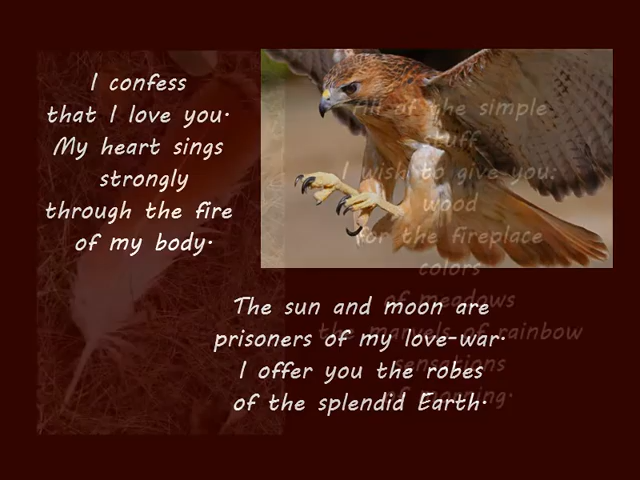 I confess
that I love you.
My heart sings
strongly
through the fire
of my body.
All of the simple
I wish to give you:
wood
for the fireplace
colors
of meadows
the marvels of rainbow
sensations
of morning.
The sun and moon are
prisoners of my love-war.
I offer you the robes
of the splendid Earth.